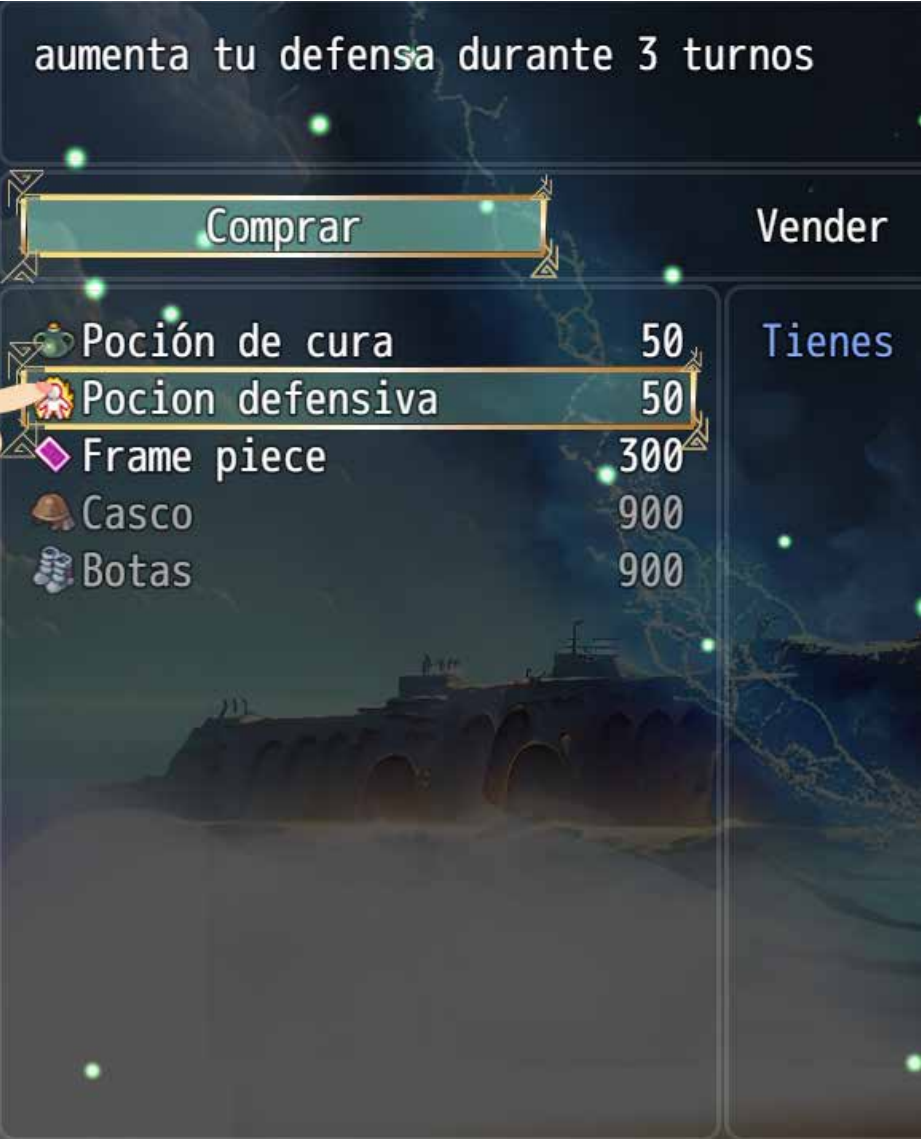 aumenta tu defensa durante 3 turnos
Comprar
Vender
Poción de cura 50
Pocion defensiva 50
Frame piece 300
Casco 900
Botas 900
Tienes